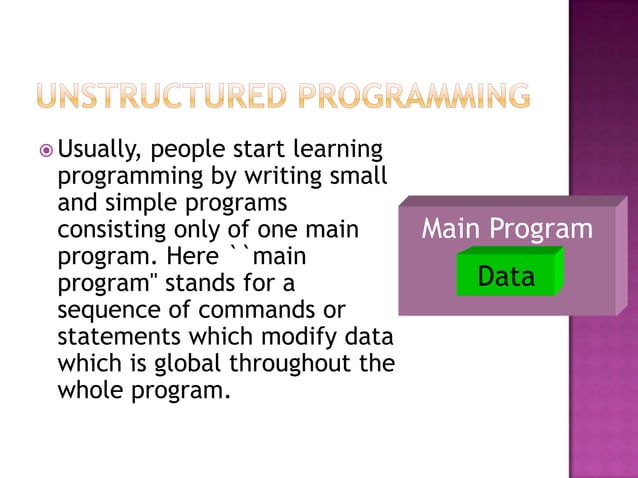 UNSTRUCTURED PROGRAMMING
Usually, people start learning
programming by writing small
and simple programs
consisting only of one main
program. Here ``main
program" stands for a
sequence of commands or
statements which modify data
which is global throughout the
whole program.
Main Program
Data